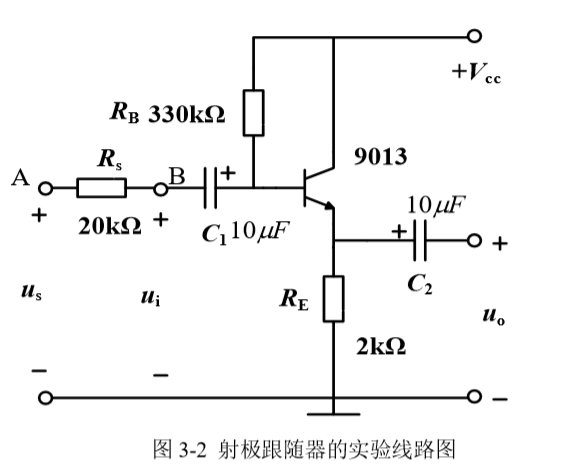 +Vcc
RB 330kΩ
9013
Rs
A
B
+
+
20kΩ
+
C1 10μF
10μF
+
+
C2
us
ui
RE
uo
2kΩ
−
−
−
图 3-2 射极跟随器的实验线路图